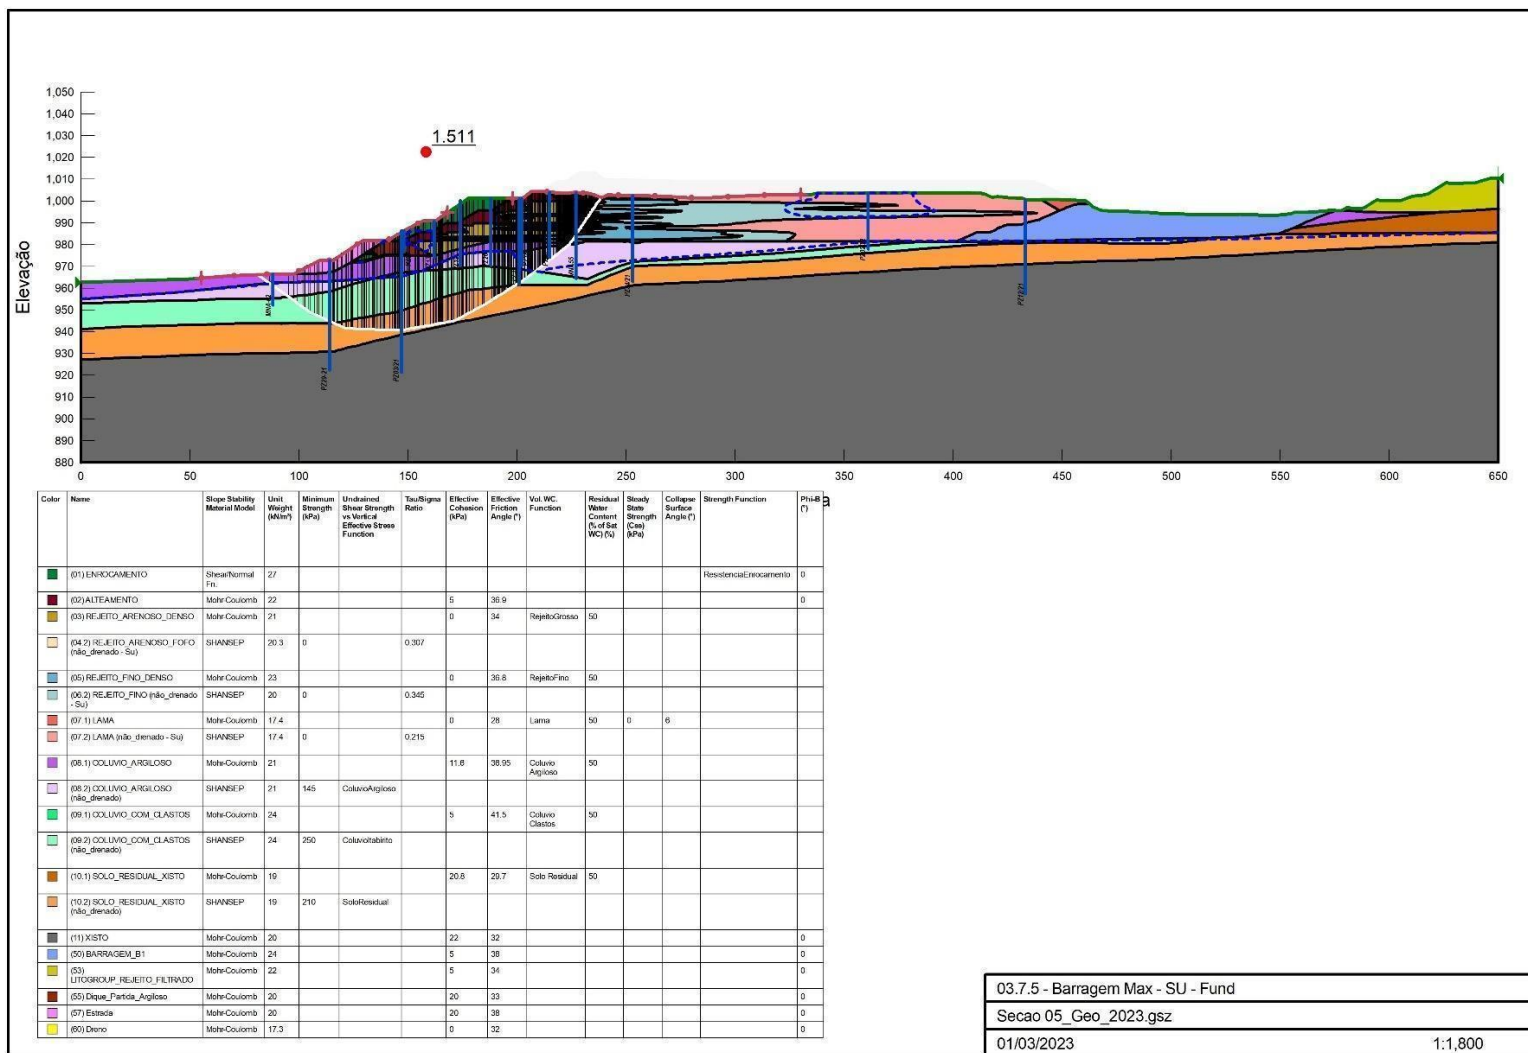 1,050
1,040
1,030
1,020
1,010
1,000
990
980
970
960
950
940
930
920
910
900
890
880
Elevação
1.511
PZ20-21
PZ03/21
PZ12/21
0 50 100 150 200 250 300 350 400 450 500 550 600 650
a
Color Name Slope Stability Material Model Unit Weight (kN/m³) Minimum Strength (kPa) Undrained Shear Strength vs Vertical Effective Stress Function Tau/Sigma Ratio Effective Cohesion (kPa) Effective Friction Angle (°) Vol. WC. Function Residual Water Content (% of Sat WC) (%) Steady State Strength (Css) (kPa) Collapse Surface Angle (°) Strength Function Phi-B (°)
(01) ENROCAMENTO Shear/Normal Fn. 27 ResistenciaEnrocamento 0
(02) ALTEAMENTO Mohr-Coulomb 22 5 36.9 0
(03) REJEITO_ARENOSO_DENSO Mohr-Coulomb 21 0 34 RejeitoGrosso 50
(04.2) REJEITO_ARENOSO_FOFO (não_drenado - Su) SHANSEP 20.3 0 0.307
(05) REJEITO_FINO_DENSO Mohr-Coulomb 23 0 36.8 RejeitoFino 50
(06.2) REJEITO_FINO (não_drenado - Su) SHANSEP 20 0 0.345
(07.1) LAMA Mohr-Coulomb 17.4 0 28 Lama 50 0 6
(07.2) LAMA (não_drenado - Su) SHANSEP 17.4 0 0.215
(08.1) COLUVIO_ARGILOSO Mohr-Coulomb 21 11.6 38.95 Coluvio Argiloso 50
(08.2) COLUVIO_ARGILOSO (não_drenado) SHANSEP 21 145 ColuvioArgiloso
(09.1) COLUVIO_COM_CLASTOS Mohr-Coulomb 24 5 41.5 Coluvio Clastos 50
(09.2) COLUVIO_COM_CLASTOS (não_drenado) SHANSEP 24 250 ColuvioItabirito
(10.1) SOLO_RESIDUAL_XISTO Mohr-Coulomb 19 20.8 29.7 Solo Residual 50
(10.2) SOLO_RESIDUAL_XISTO (não_drenado) SHANSEP 19 210 SoloResidual
(11) XISTO Mohr-Coulomb 20 22 32 0
(50) BARRAGEM_B1 Mohr-Coulomb 24 5 38 0
(53) LITOGROUP_REJEITO_FILTRADO Mohr-Coulomb 22 5 34 0
(55) Dique_Partida_Argiloso Mohr-Coulomb 20 20 33 0
(57) Estrada Mohr-Coulomb 20 20 38 0
(60) Dreno Mohr-Coulomb 17.3 0 32 0
03.7.5 - Barragem Max - SU - Fund
Secao 05_Geo_2023.gsz
01/03/2023 1:1,800